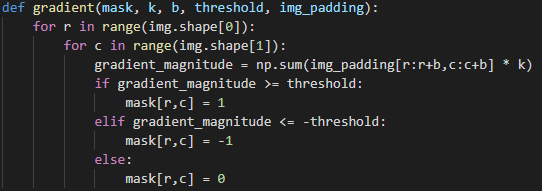 def gradient(mask, k, b, threshold, img_padding):
    for r in range(img.shape[0]):
        for c in range(img.shape[1]):
            gradient_magnitude = np.sum(img_padding[r:r+b,c:c+b] * k)
            if gradient_magnitude >= threshold:
                mask[r,c] = 1
            elif gradient_magnitude <= -threshold:
                mask[r,c] = -1
            else:
                mask[r,c] = 0